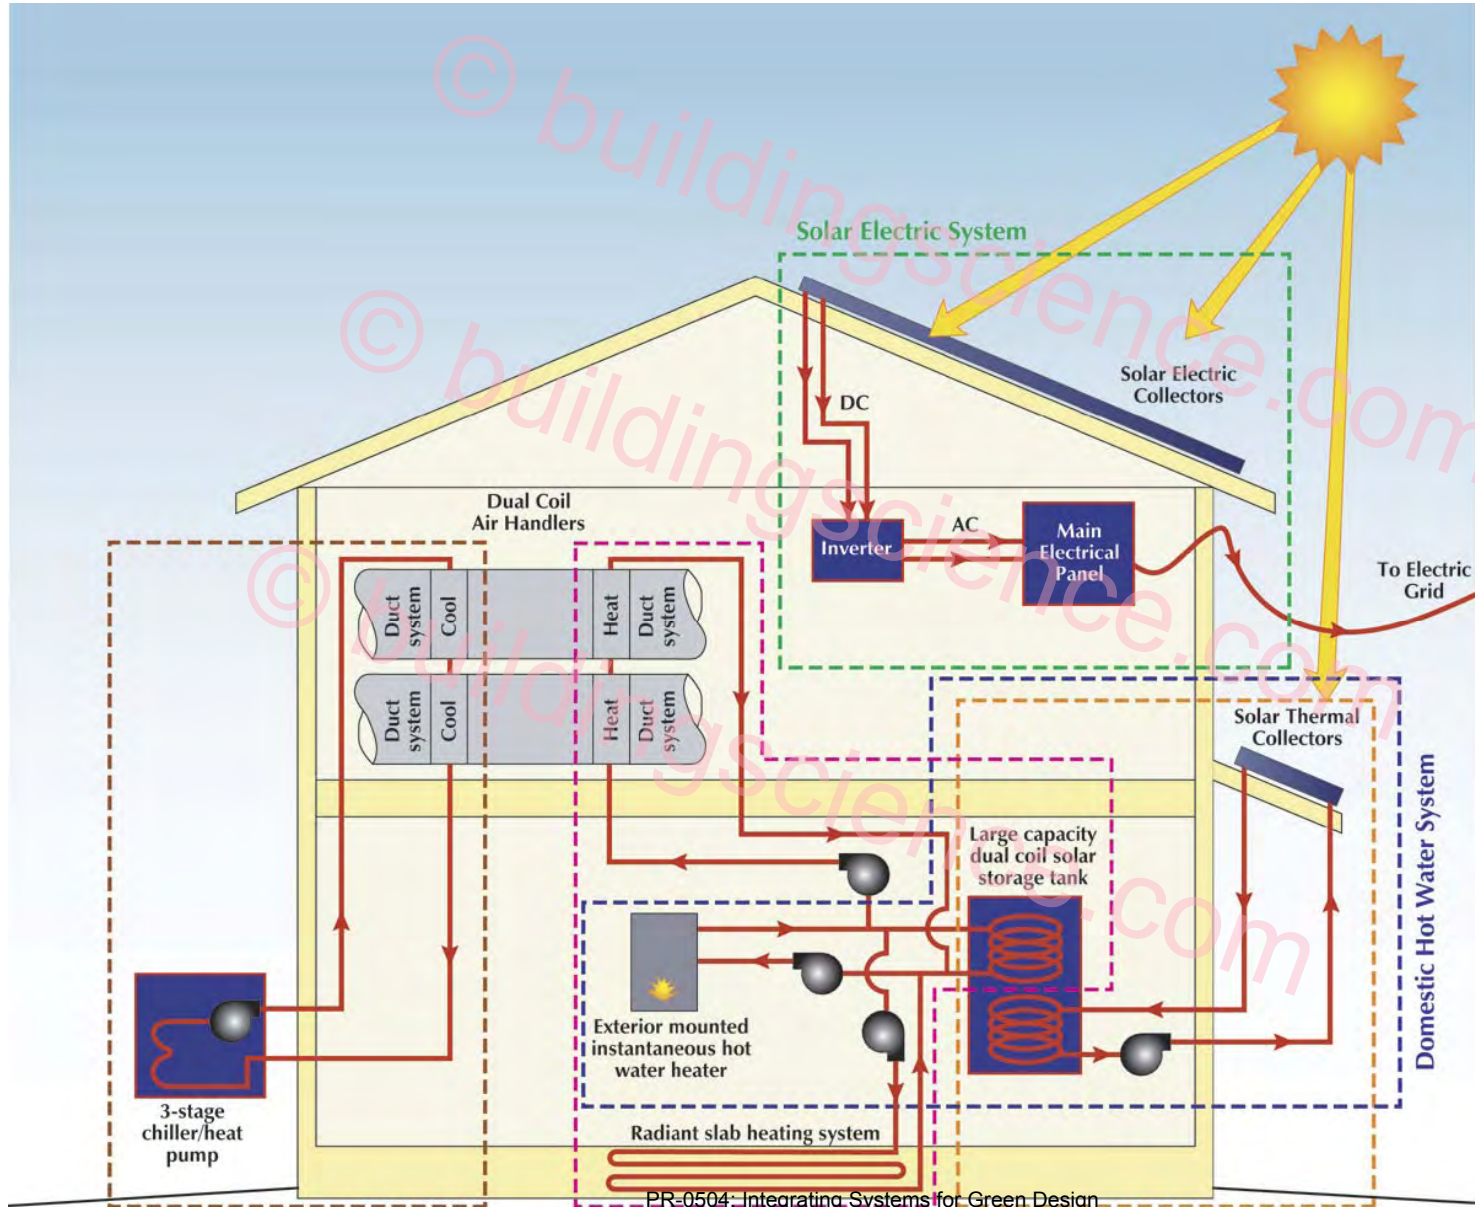 © buildingscience.com
© buildingscience.com
© buildingscience.com
Solar Electric System
Solar Electric
Collectors
DC
Dual Coil
Air Handlers
Inverter
AC
Main
Electrical
Panel
To Electric
Grid
Duct
system
Cool
Heat
Duct
system
Duct
system
Cool
Heat
Duct
system
Solar Thermal
Collectors
Domestic Hot Water System
Large capacity
dual coil solar
storage tank
Exterior mounted
instantaneous hot
water heater
3-stage
chiller/heat
pump
Radiant slab heating system
PR-0504: Integrating Systems for Green Design